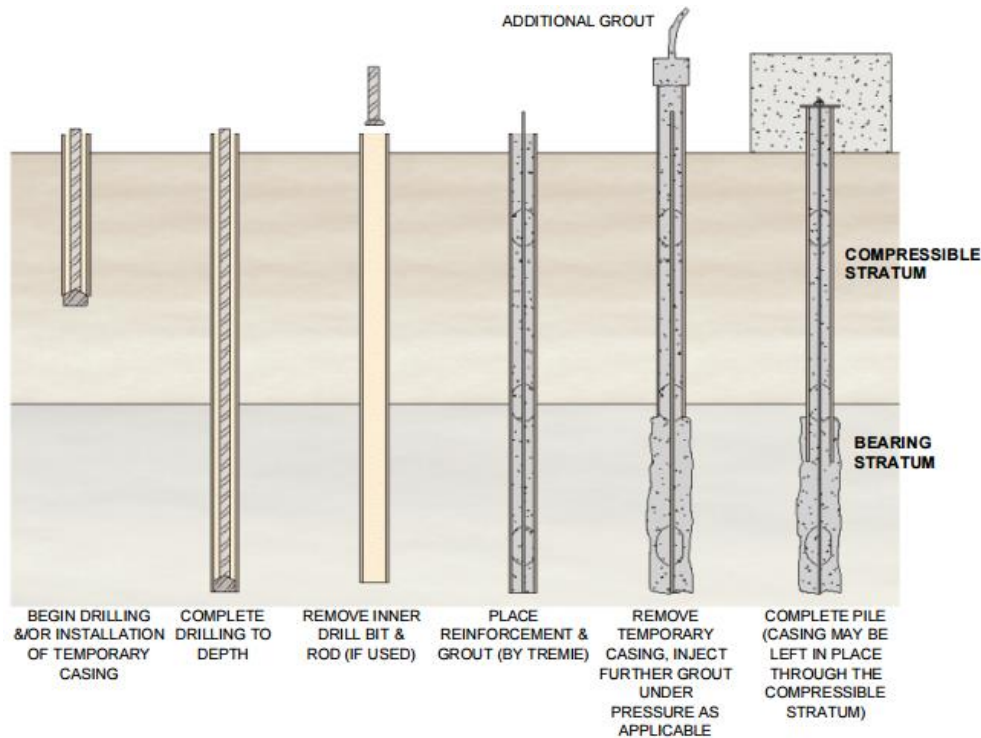 ADDITIONAL GROUT
COMPRESSIBLE
STRATUM
BEARING
STRATUM
BEGIN DRILLING
&/OR INSTALLATION
OF TEMPORARY
CASING
COMPLETE
DRILLING TO
DEPTH
REMOVE INNER
DRILL BIT &
ROD (IF USED)
PLACE
REINFORCEMENT &
GROUT (BY TREMIE)
REMOVE
TEMPORARY
CASING, INJECT
FURTHER GROUT
UNDER
PRESSURE AS
APPLICABLE
COMPLETE PILE
(CASING MAY BE
LEFT IN PLACE
THROUGH THE
COMPRESSIBLE
STRATUM)